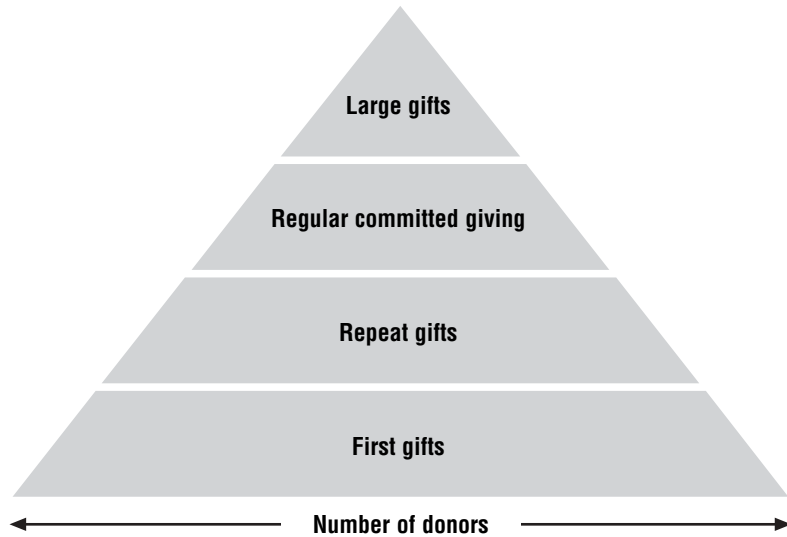 Large gifts
Regular committed giving
Repeat gifts
First gifts
Number of donors